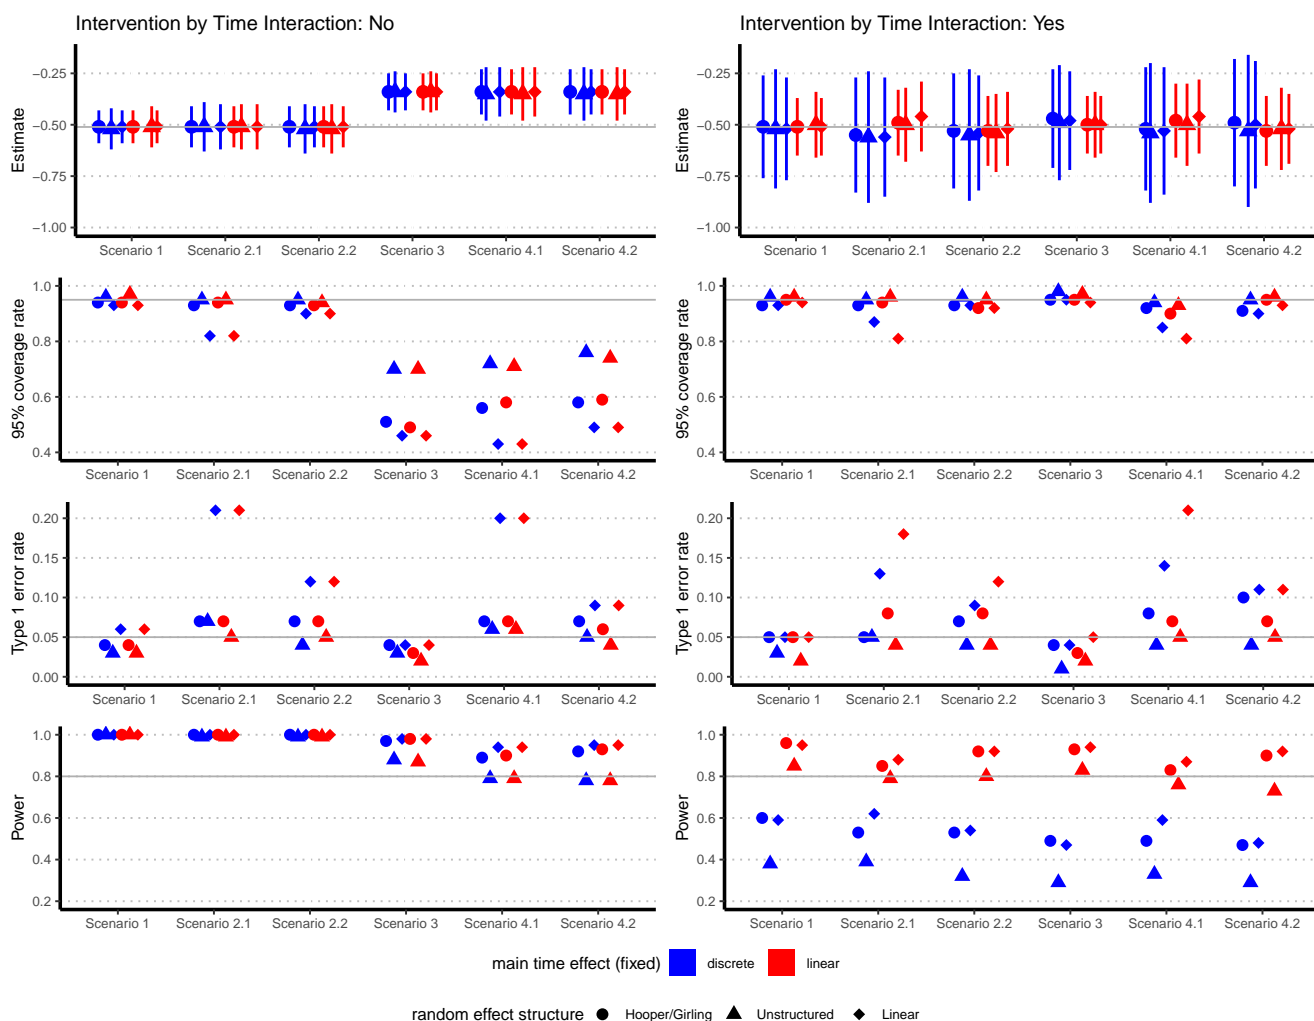 Intervention by Time Interaction: No
Intervention by Time Interaction: Yes
Estimate
−0.25
−0.50
−0.75
−1.00
Scenario 1 Scenario 2.1 Scenario 2.2 Scenario 3 Scenario 4.1 Scenario 4.2
Estimate
−0.25
−0.50
−0.75
−1.00
Scenario 1 Scenario 2.1 Scenario 2.2 Scenario 3 Scenario 4.1 Scenario 4.2
95% coverage rate
1.0
0.8
0.6
0.4
Scenario 1 Scenario 2.1 Scenario 2.2 Scenario 3 Scenario 4.1 Scenario 4.2
95% coverage rate
1.0
0.8
0.6
0.4
Scenario 1 Scenario 2.1 Scenario 2.2 Scenario 3 Scenario 4.1 Scenario 4.2
Type 1 error rate
0.20
0.15
0.10
0.05
0.00
Scenario 1 Scenario 2.1 Scenario 2.2 Scenario 3 Scenario 4.1 Scenario 4.2
Type 1 error rate
0.20
0.15
0.10
0.05
0.00
Scenario 1 Scenario 2.1 Scenario 2.2 Scenario 3 Scenario 4.1 Scenario 4.2
Power
1.0
0.8
0.6
0.4
0.2
Scenario 1 Scenario 2.1 Scenario 2.2 Scenario 3 Scenario 4.1 Scenario 4.2
Power
1.0
0.8
0.6
0.4
0.2
Scenario 1 Scenario 2.1 Scenario 2.2 Scenario 3 Scenario 4.1 Scenario 4.2
main time effect (fixed) discrete linear
random effect structure Hooper/Girling Unstructured Linear